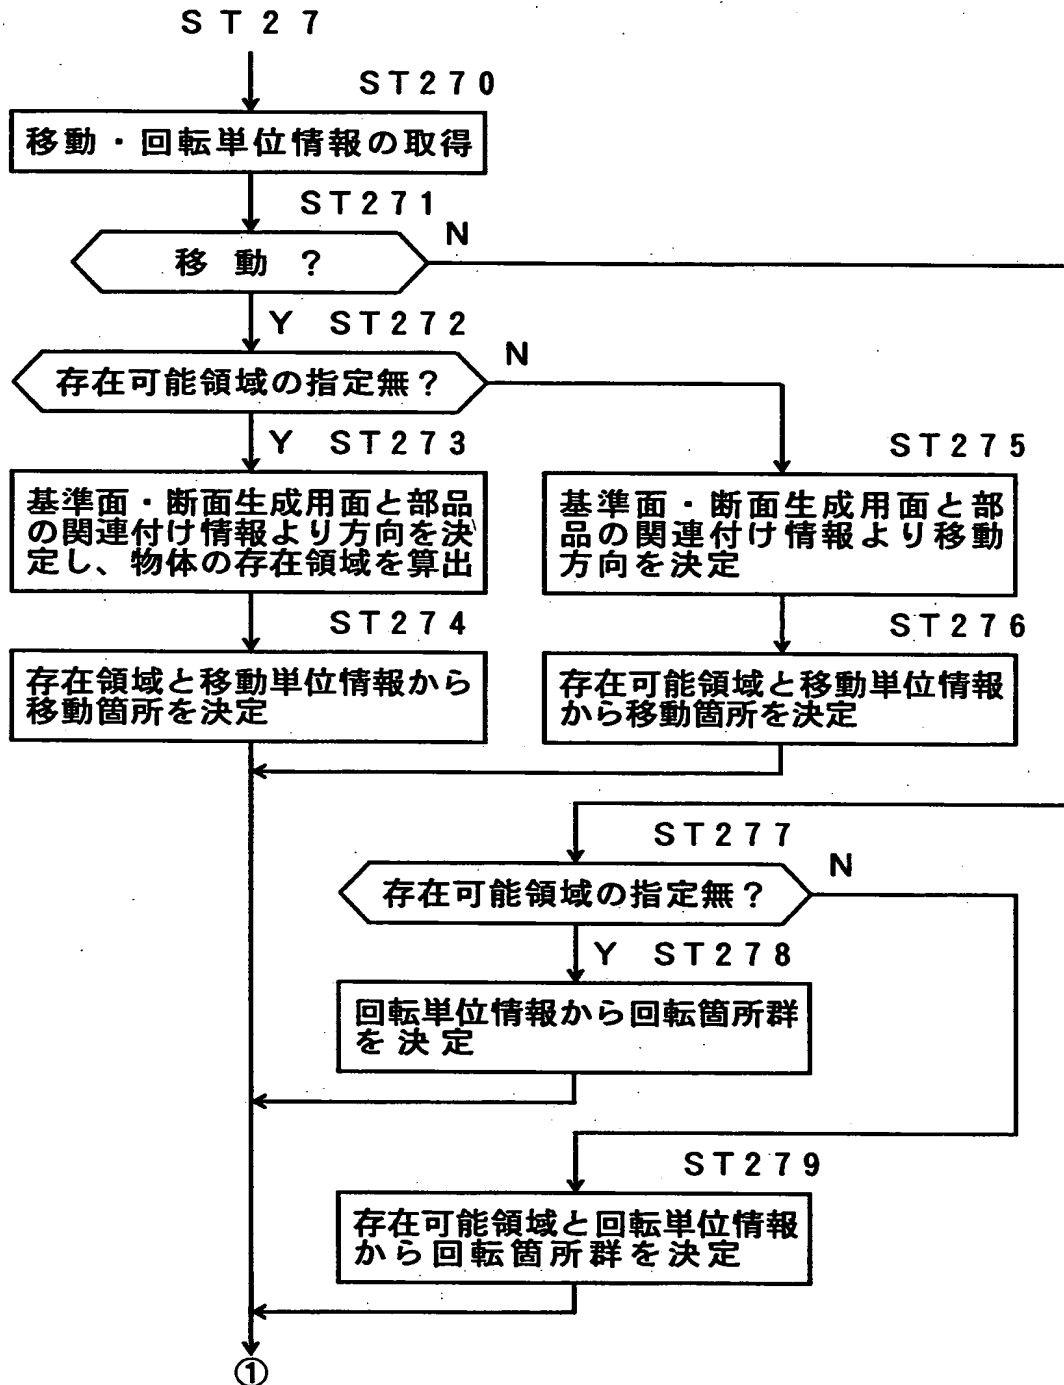 ST27
ST270
移動・回転単位情報の取得
ST271
移動?
N
Y ST272
存在可能領域の指定無?
N
Y ST273
基準面・断面生成用面と部品
の関連付け情報より方向を決
定し、物体の存在領域を算出
ST275
基準面・断面生成用面と部
品の関連付け情報より移動
方向を決定
ST274
存在領域と移動単位情報から
移動箇所を決定
ST276
存在可能領域と移動単位情報
から移動箇所を決定
ST277
存在可能領域の指定無?
N
Y ST278
回転単位情報から回転箇所群
を決定
ST279
存在可能領域と回転単位情報
から回転箇所群を決定
①